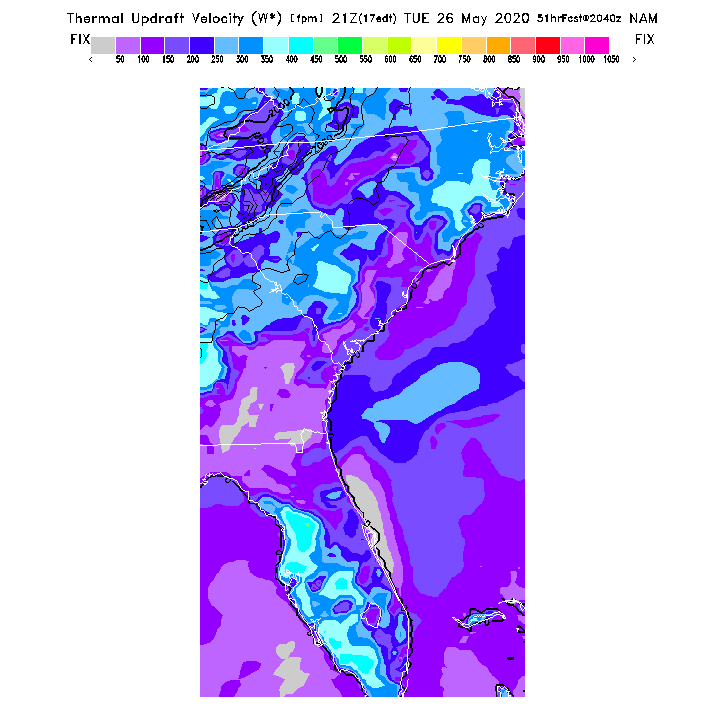 Thermal Updraft Velocity (W*) [fpm] 21Z(17edt) TUE 26 May 2020 51hrFcst@2040z NAM
FIX FIX
< 50 100 150 200 250 300 350 400 450 500 550 600 650 700 750 800 850 900 950 1000 1050 >